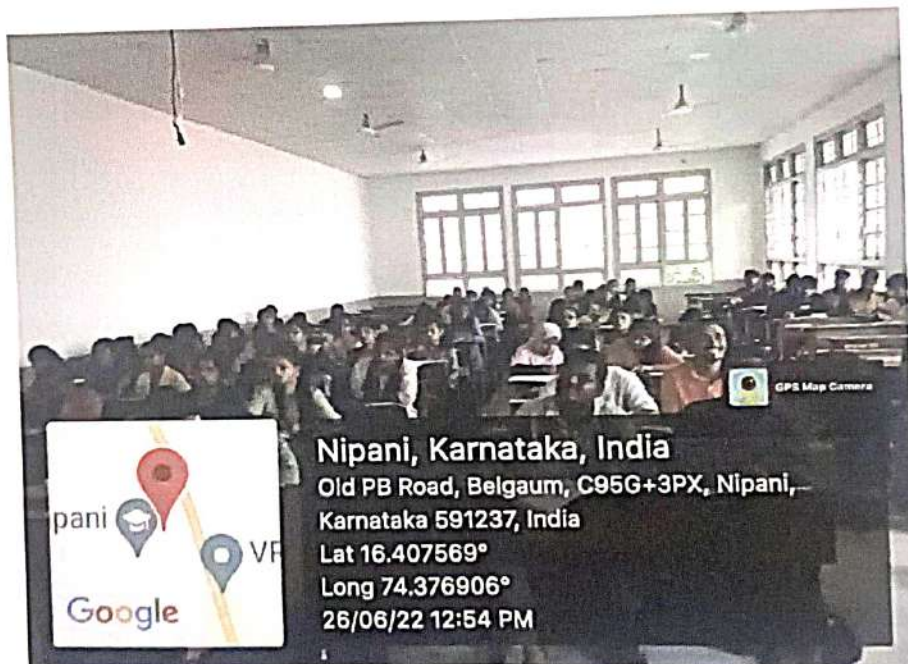 GPS Map Camera
Nipani, Karnataka, India
Old PB Road, Belgaum, C95G+3PX, Nipani,
Karnataka 591237, India
Lat 16.407569°
Long 74.376906°
26/06/22 12:54 PM
pani
VF
Google